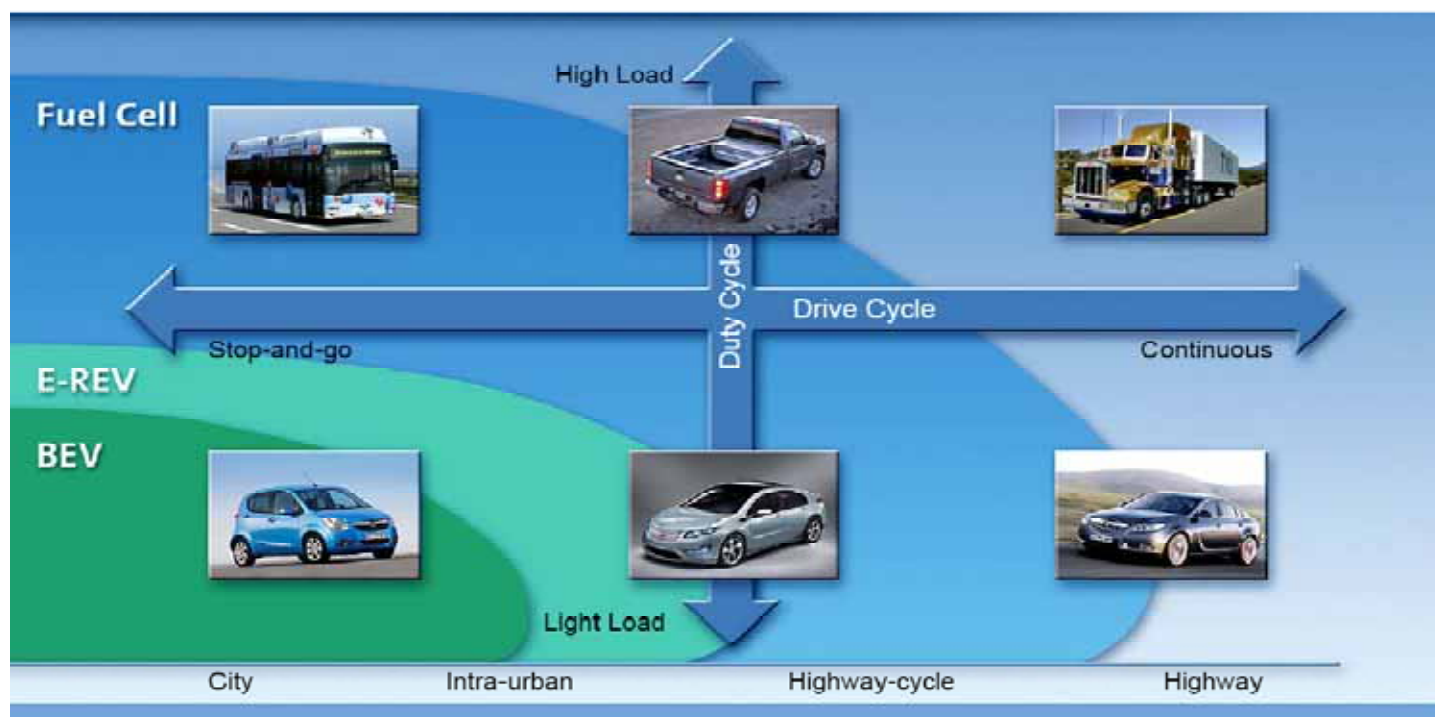 High Load
Fuel Cell
Duty Cycle
Drive Cycle
Stop-and-go
Continuous
E-REV
BEV
Light Load
City
Intra-urban
Highway-cycle
Highway